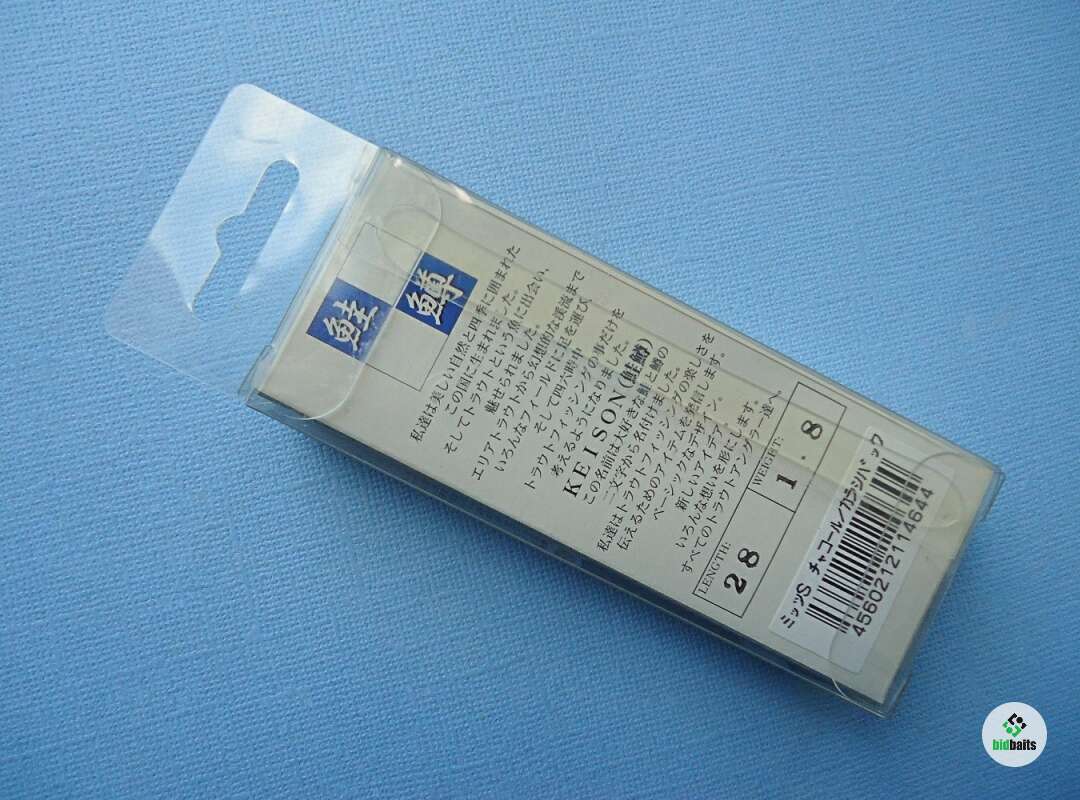 鮭
鱒
私達は美しい自然と四季に囲まれた
この国に生まれました。
そしてトラウトという魚に出会い、
魅せられました。
エリアトラウトから幻想的な渓流まで
いろんなフィールドに足を運び、
そして四六時中
トラウトフィッシングの事だけを
考えるようになりました。
KEISON(鮭鱒)
この名前は大好きな鮭と鱒の
二文字から名付けました。
私達はトラウトフィッシングの楽しさを
伝えるためのアイテムを発信します。
ベーシックなデザイン。
新しいアイデア。
いろんな想いを形にします。
すべてのトラウトアングラー達へ。
LENGTH:
28
WEIGHT:
1.8
ミッツS チャコール/カラシバック
4560212114644
bidbaits